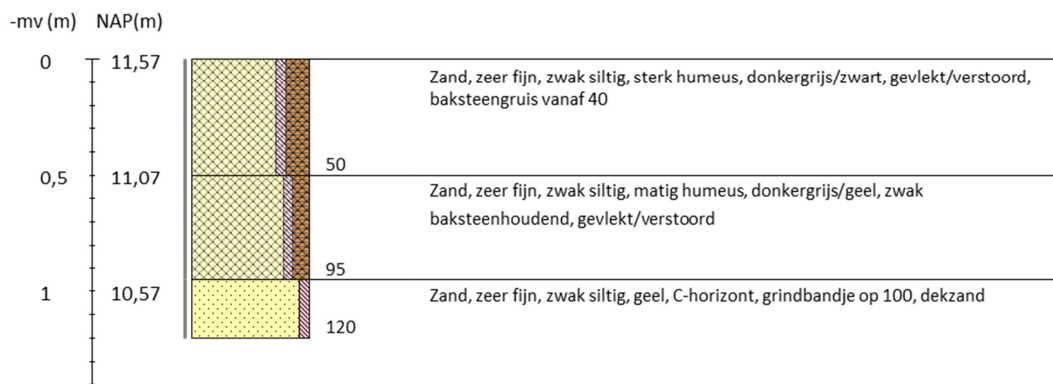 -mv (m) NAP(m)
0 11,57
Zand, zeer fijn, zwak siltig, sterk humeus, donkergrijs/zwart, gevlekt/verstoord,
baksteengruis vanaf 40
50
0,5 11,07
Zand, zeer fijn, zwak siltig, matig humeus, donkergrijs/geel, zwak
baksteenhoudend, gevlekt/verstoord
95
1 10,57
Zand, zeer fijn, zwak siltig, geel, C-horizont, grindbandje op 100, dekzand
120